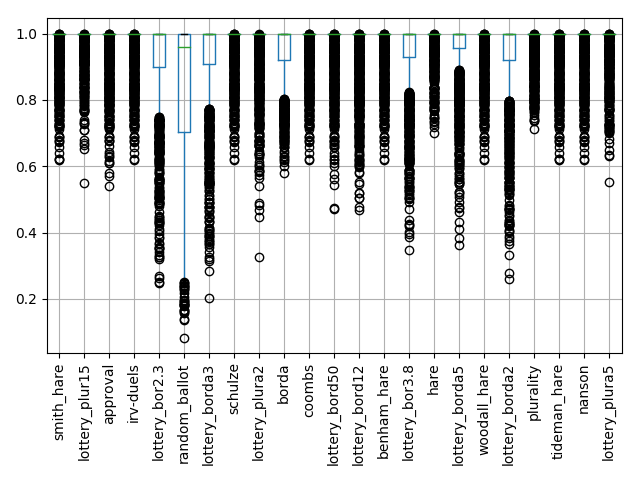 1.0
0.8
0.6
0.4
0.2
smith_hare
lottery_plur15
approval
irv-duels
lottery_bor2.3
random_ballot
lottery_borda3
schulze
lottery_plura2
borda
coombs
lottery_bord50
lottery_bord12
benham_hare
lottery_bor3.8
hare
lottery_borda5
woodall_hare
lottery_borda2
plurality
tideman_hare
nanson
lottery_plura5